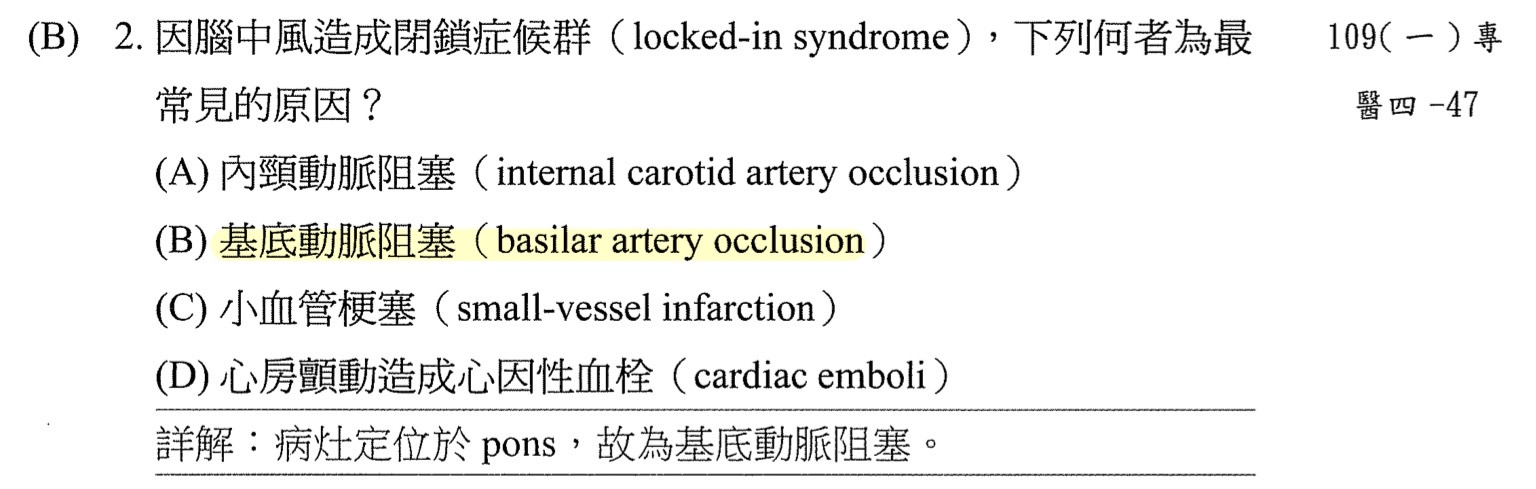 (B) 2. 因腦中風造成閉鎖症候群（locked-in syndrome），下列何者為最 109(一)專
常見的原因？ 醫四-47
(A) 內頸動脈阻塞（internal carotid artery occlusion）
(B) 基底動脈阻塞（basilar artery occlusion）
(C) 小血管梗塞（small-vessel infarction）
(D) 心房顫動造成心因性血栓（cardiac emboli）
詳解：病灶定位於 pons，故為基底動脈阻塞。